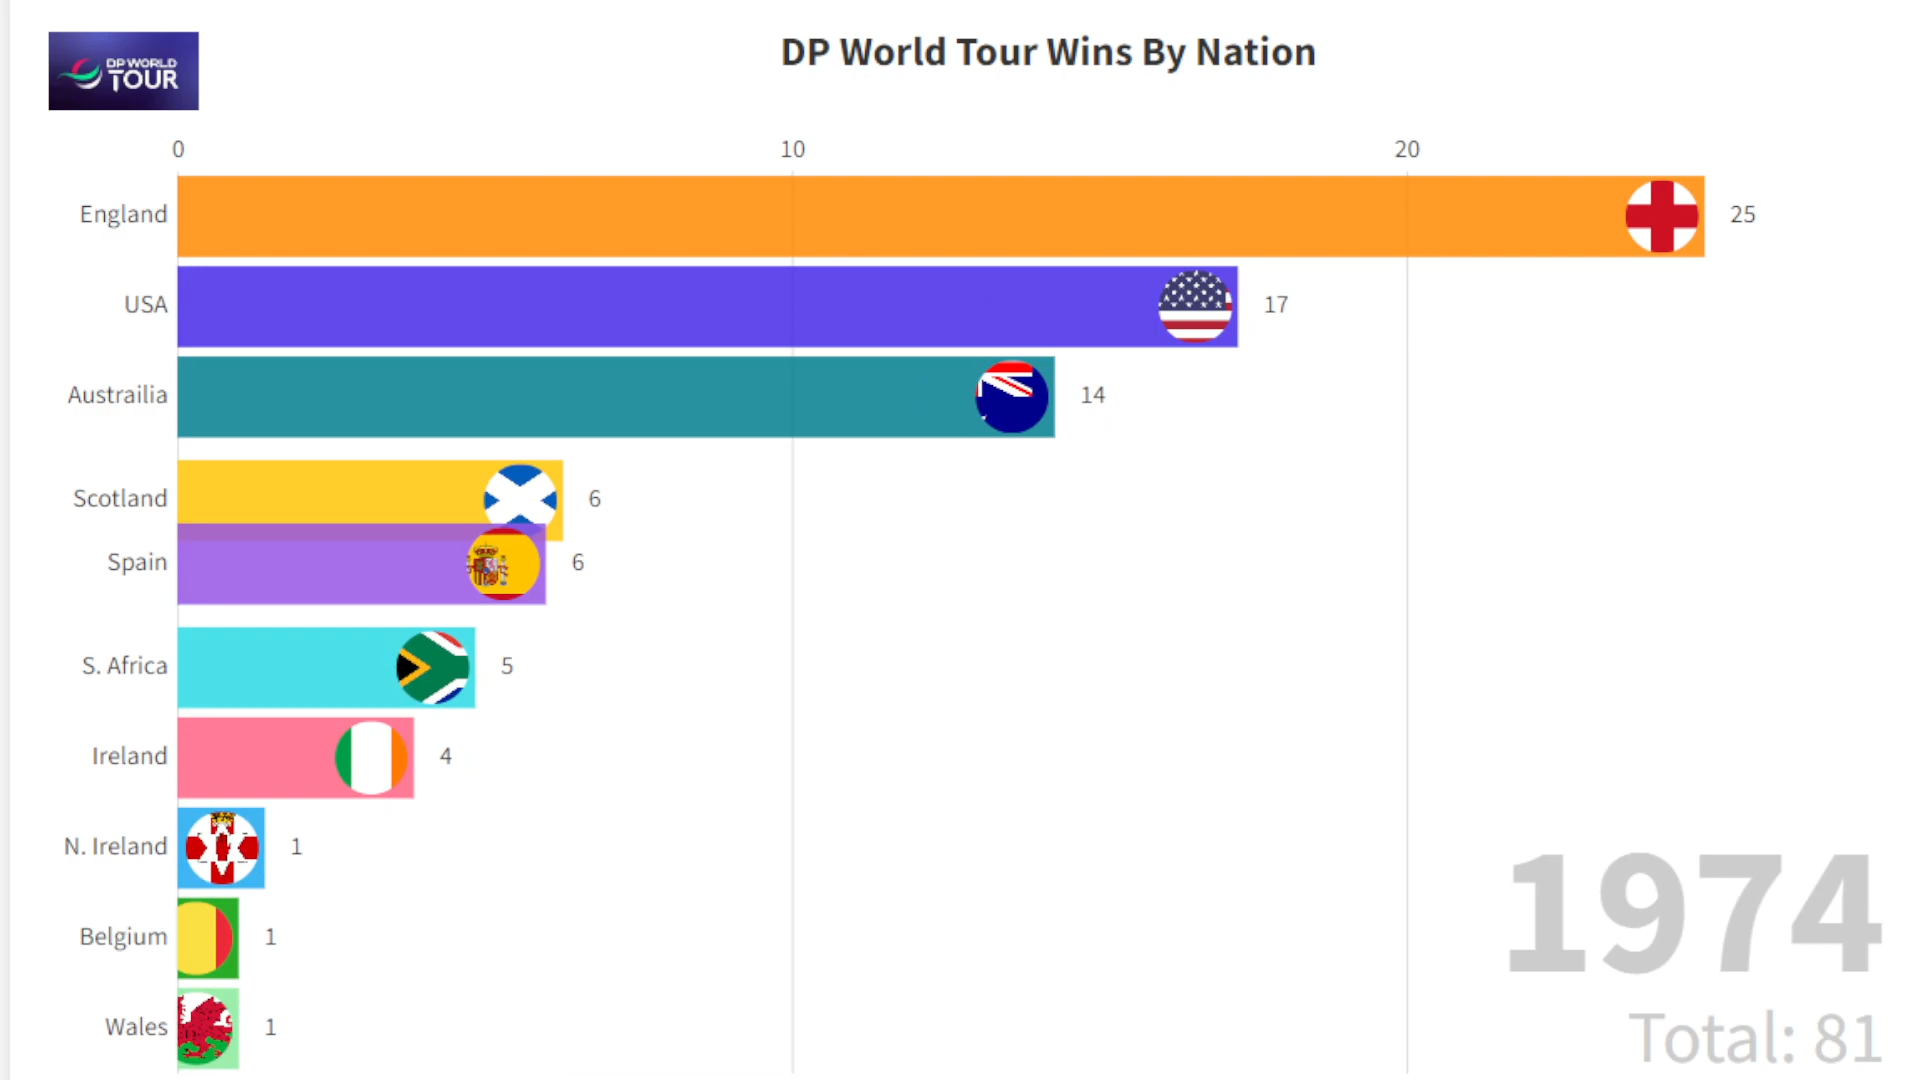 DP World Tour Wins By Nation
DP WORLD
TOUR
0 10 20
England 25
USA 17
Austrailia 14
Scotland 6
Spain 6
S. Africa 5
Ireland 4
N. Ireland 1
Belgium 1
Wales 1
1974
Total: 81